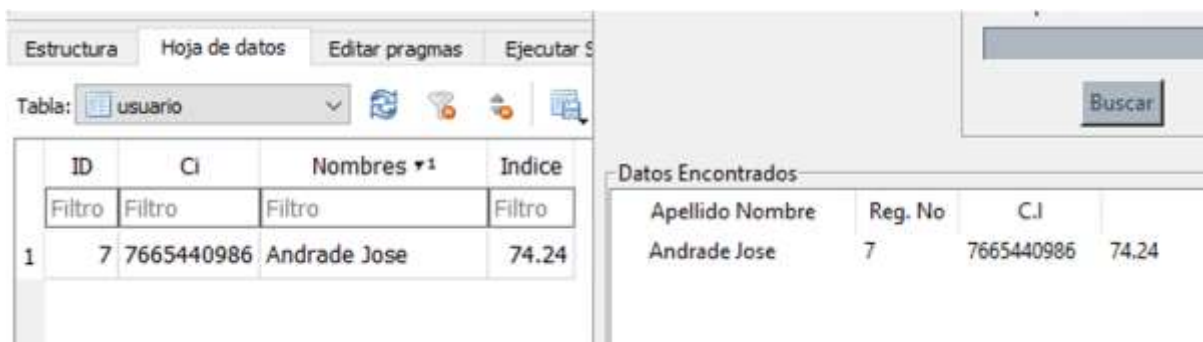 Estructura Hoja de datos Editar pragmas Ejecutar S
Tabla: usuario
ID Ci Nombres ▼1 Indice
Filtro Filtro Filtro Filtro
1 7 7665440986 Andrade Jose 74.24
Buscar
Datos Encontrados
Apellido Nombre Reg. No C.I
Andrade Jose 7 7665440986 74.24